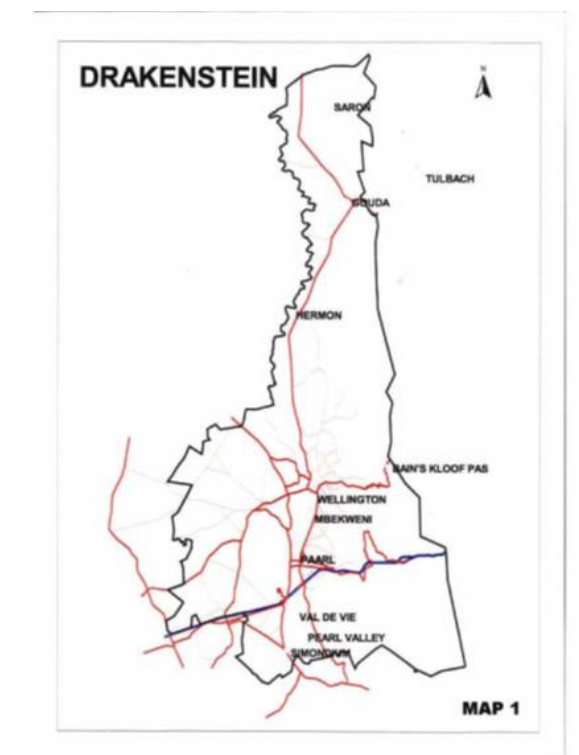 DRAKENSTEIN
N
SARON
TULBACH
GOUDA
HERMON
BAIN'S KLOOF PAS
WELLINGTON
MBEKWENI
PAARL
VAL DE VIE
PEARL VALLEY
SIMONDIUM
MAP 1